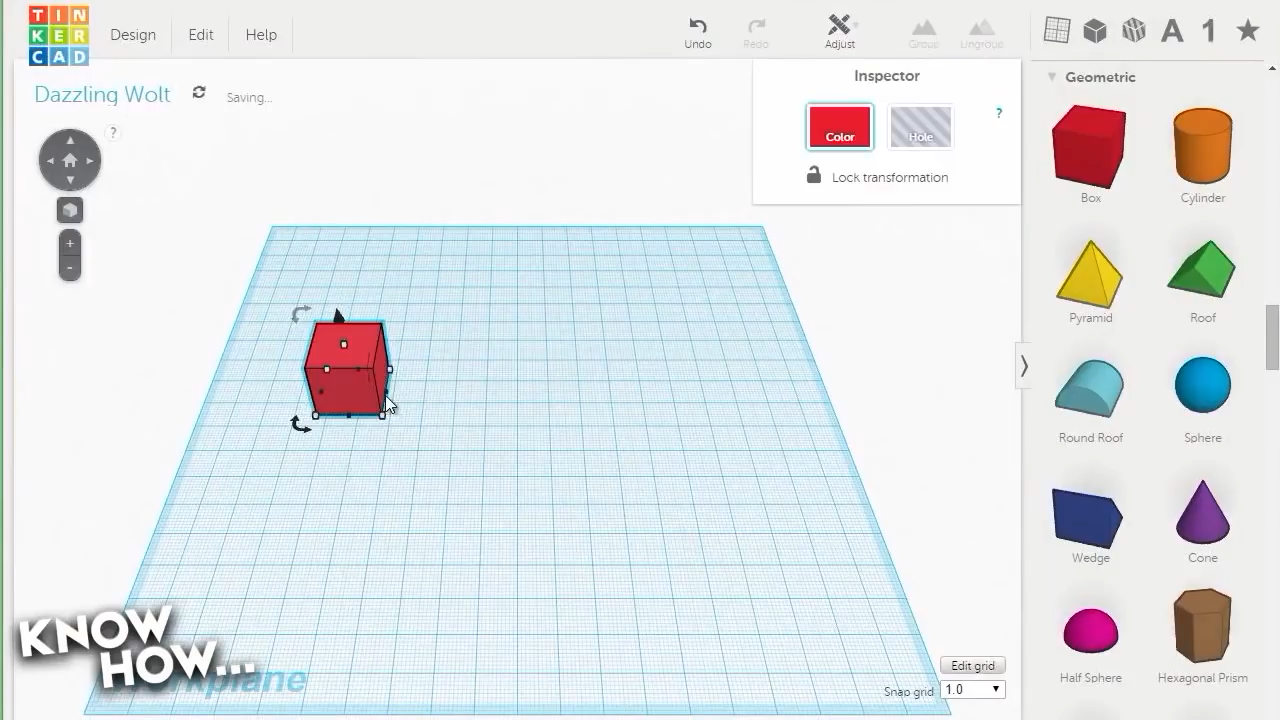 TIN
KER
CAD
Design
Edit
Help
Undo
Redo
Adjust
Group
Ungroup
A 1
Dazzling Wolt
Saving...
?
Inspector
Color
Hole
?
Lock transformation
Geometric
Box
Cylinder
Pyramid
Roof
Round Roof
Sphere
Wedge
Cone
Half Sphere
Hexagonal Prism
+
-
KNOW
HOW...
Edit grid
Snap grid 1.0